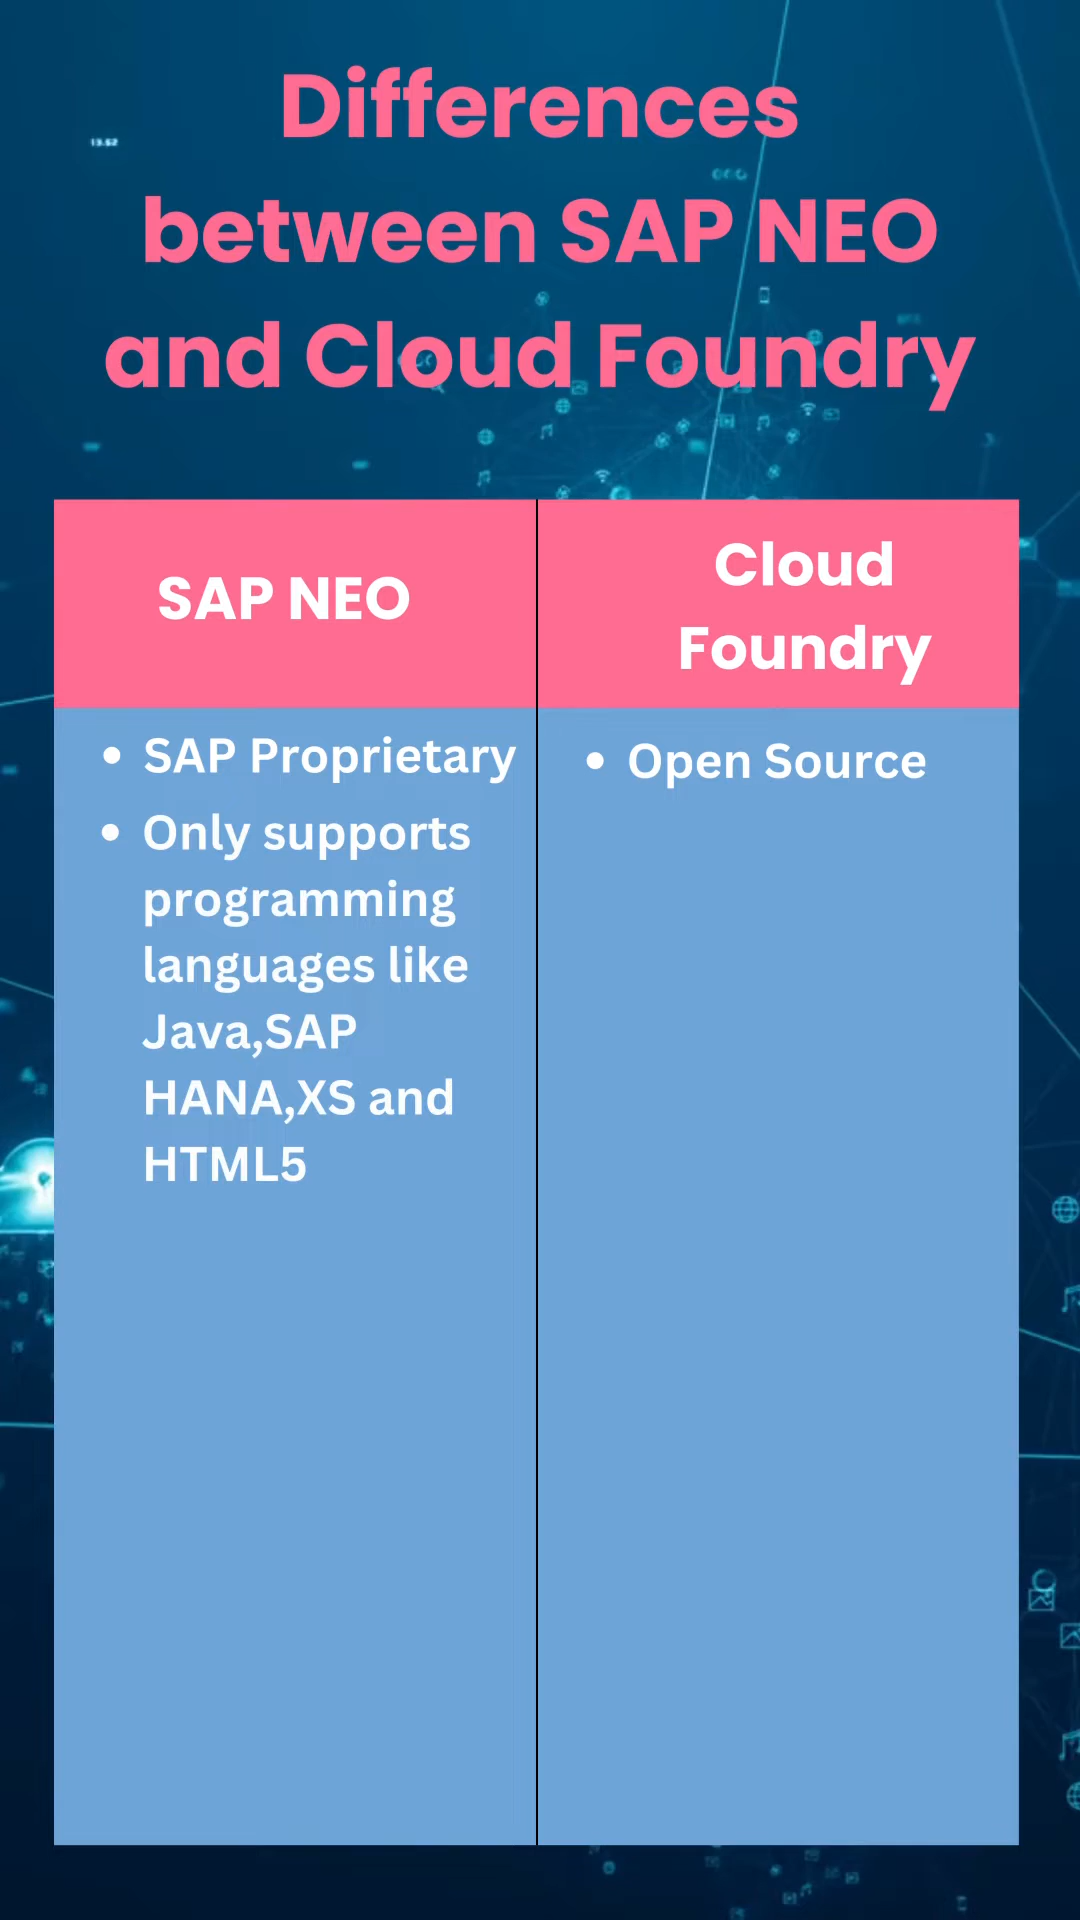 Differences
between SAP NEO
and Cloud Foundry
SAP NEO
Cloud
Foundry
• SAP Proprietary
• Only supports
programming
languages like
Java,SAP
HANA,XS and
HTML5
• Open Source